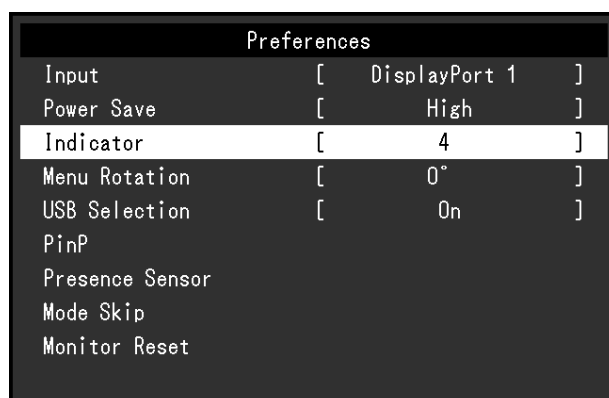 Preferences
Input [ DisplayPort 1 ]
Power Save [ High ]
Indicator [ 4 ]
Menu Rotation [ 0° ]
USB Selection [ On ]
PinP
Presence Sensor
Mode Skip
Monitor Reset